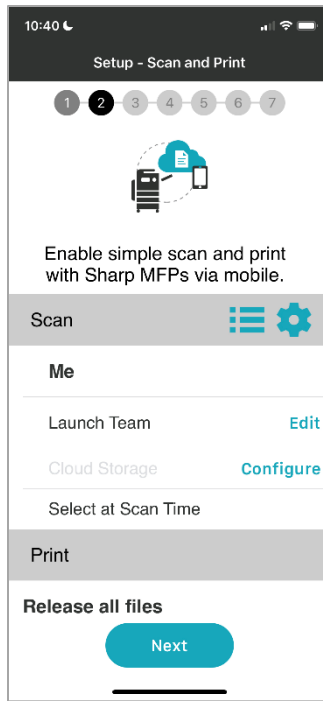 10:40
Setup - Scan and Print
1 2 3 4 5 6 7
Enable simple scan and print
with Sharp MFPs via mobile.
Scan
Me
Launch Team Edit
Cloud Storage Configure
Select at Scan Time
Print
Release all files
Next